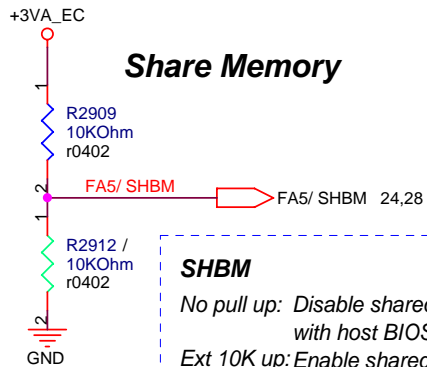 +3VA_EC
Share Memory
1
R2909
10KOhm
r0402
2
FA5/ SHBM
FA5/ SHBM 24,28
1
R2912 /
10KOhm
r0402
2
GND
SHBM
No pull up: Disable shared
with host BIOS
Ext 10K up: Enable shared